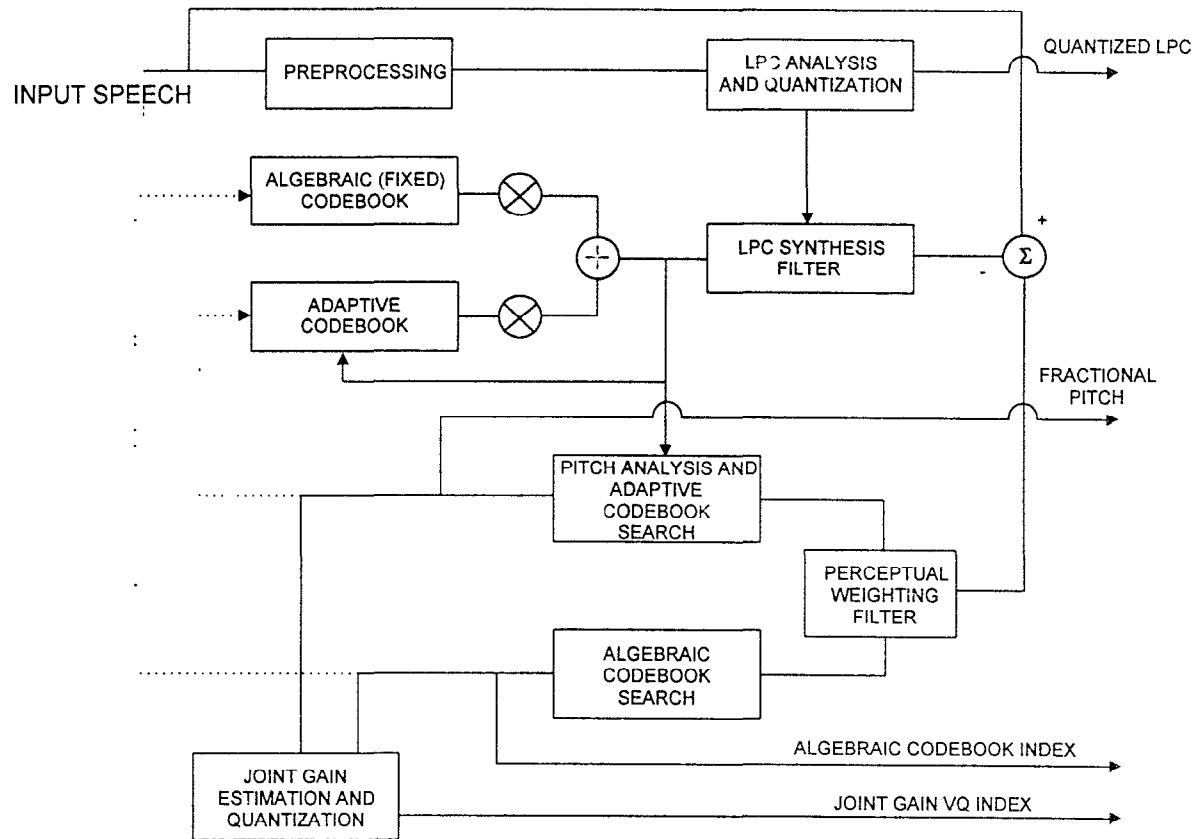 QUANTIZED LPC
PREPROCESSING
LPC ANALYSIS
AND QUANTIZATION
INPUT SPEECH
ALGEBRAIC (FIXED)
CODEBOOK
+
LPC SYNTHESIS
FILTER
Σ
-
ADAPTIVE
CODEBOOK
FRACTIONAL
PITCH
PITCH ANALYSIS AND
ADAPTIVE
CODEBOOK
SEARCH
PERCEPTUAL
WEIGHTING
FILTER
ALGEBRAIC
CODEBOOK
SEARCH
ALGEBRAIC CODEBOOK INDEX
JOINT GAIN
ESTIMATION AND
QUANTIZATION
JOINT GAIN VQ INDEX